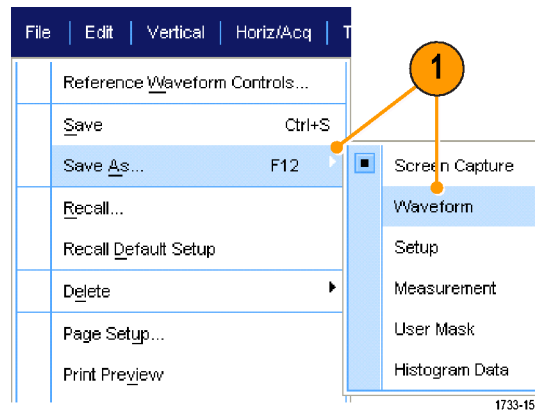 File Edit Vertical Horiz/Acq T
1
Reference Waveform Controls...
Save Ctrl+S
Save As... F12
Screen Capture
Waveform
Recall...
Recall Default Setup
Setup
Delete
Measurement
Page Setup...
User Mask
Print Preview
Histogram Data
1733-15